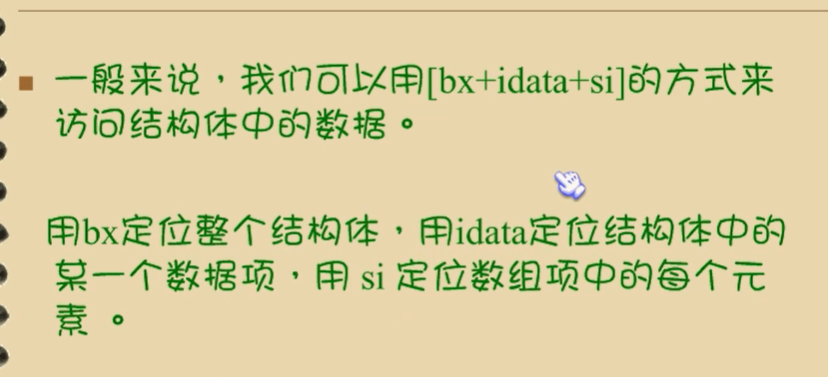 一般来说，我们可以用[bx+idata+si]的方式来
访问结构体中的数据。
用bx定位整个结构体，用idata定位结构体中的
某一个数据项，用 si 定位数组项中的每个元
素 。